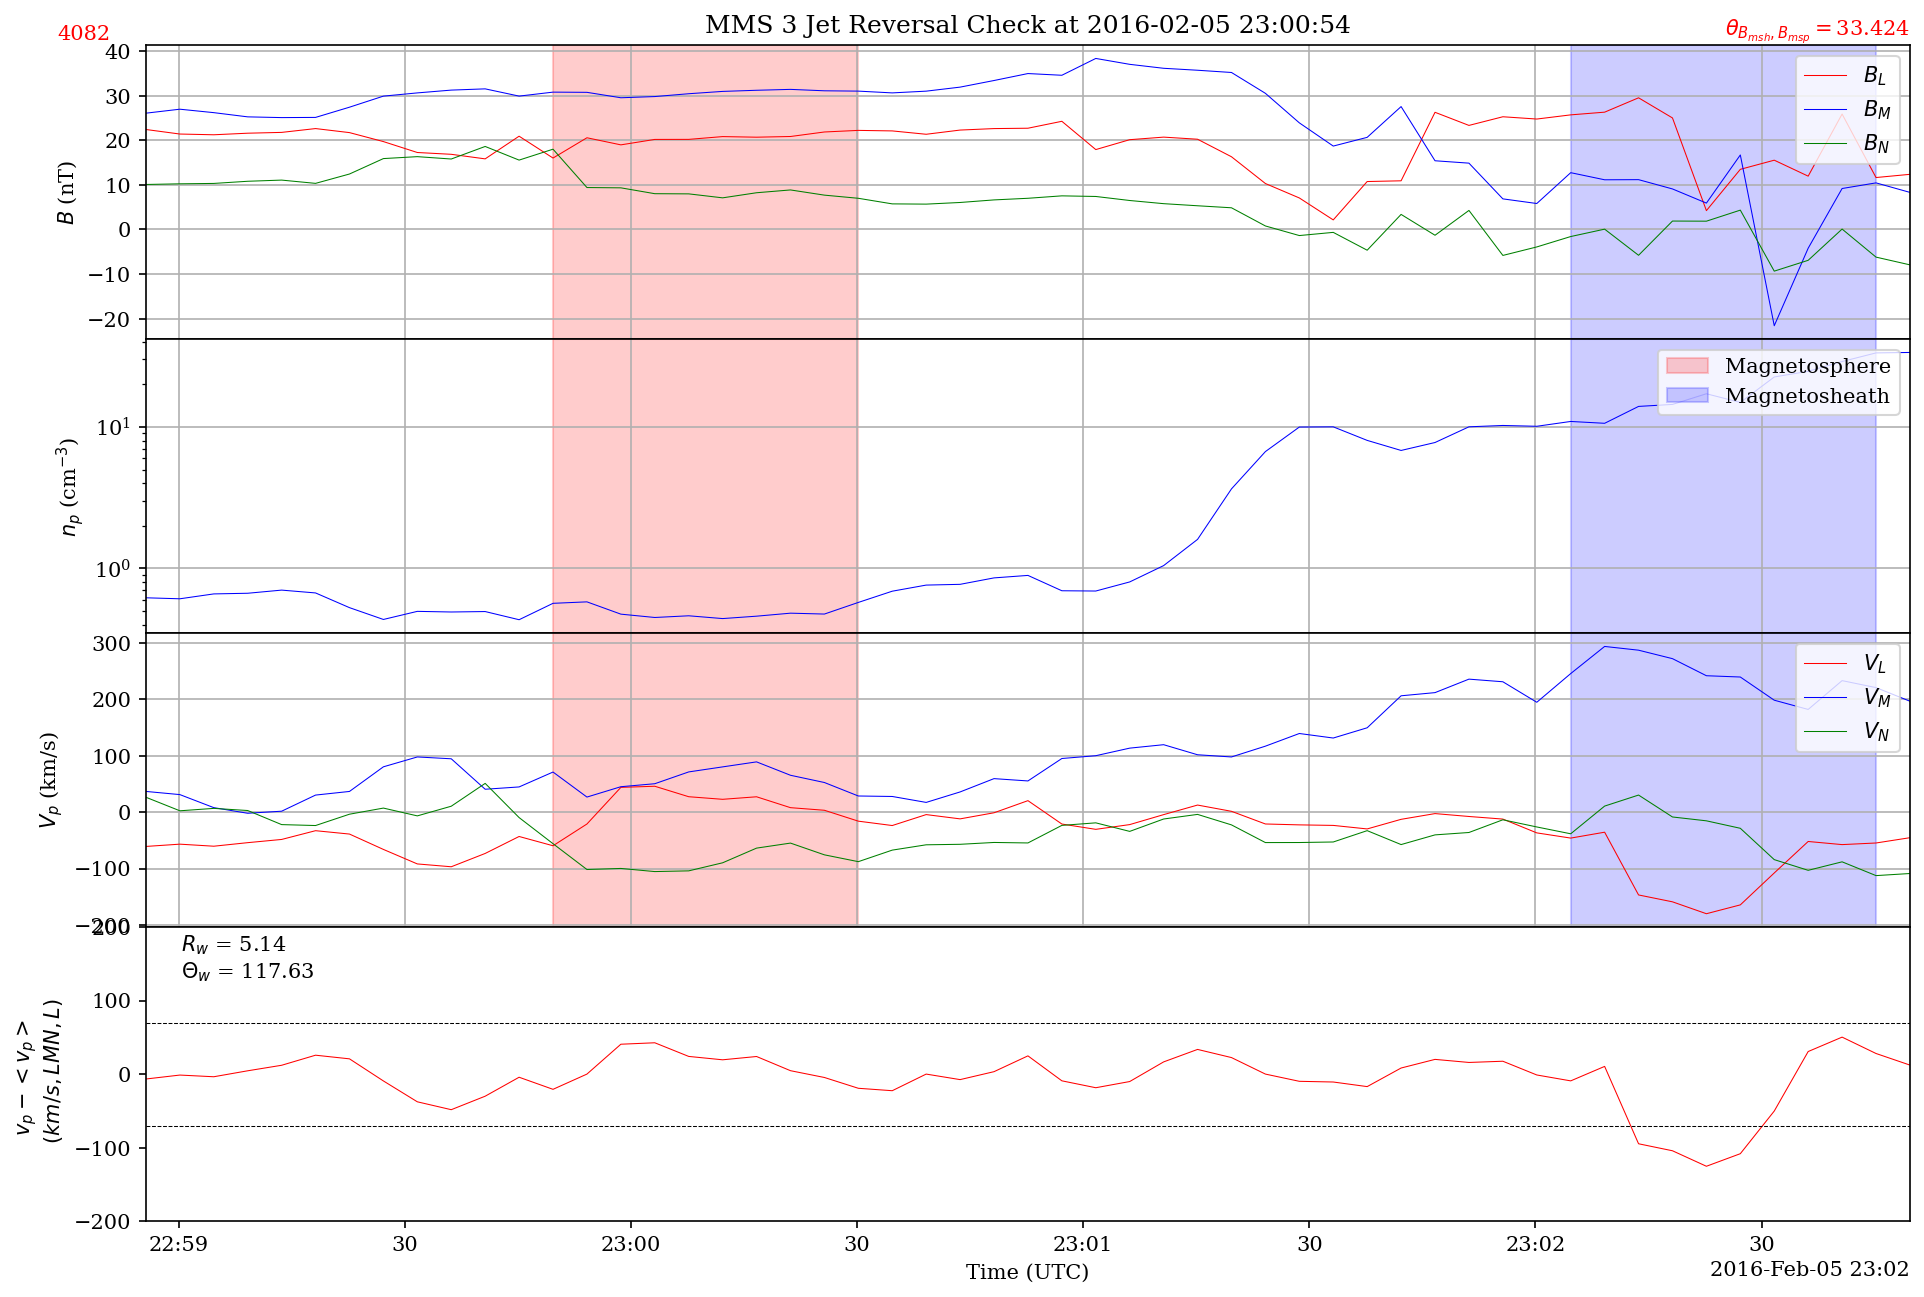 MMS 3 Jet Reversal Check at 2016-02-05 23:00:54
4082
θ_{B_{msh}, B_{msp}} = 33.424
40
30
20
10
0
−10
−20
B (nT)
B_L
B_M
B_N
10^1
10^0
n_p (cm^{−3})
Magnetosphere
Magnetosheath
300
200
100
0
−100
−200
V_p (km/s)
V_L
V_M
V_N
200
100
0
−100
−200
v_p − < v_p >
(km/s, LMN, L)
R_w = 5.14
Θ_w = 117.63
22:59 30 23:00 30 23:01 30 23:02 30
Time (UTC)
2016-Feb-05 23:02